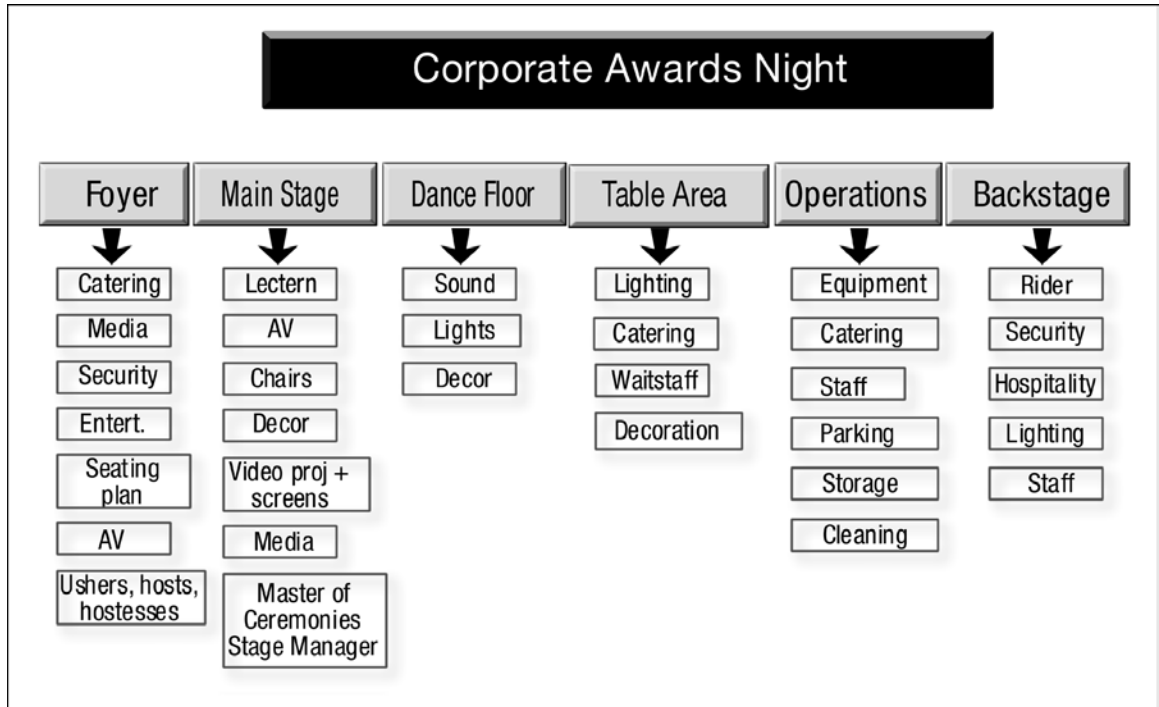 Corporate Awards Night
Foyer
Catering
Media
Security
Entert.
Seating
plan
AV
Ushers, hosts,
hostesses
Main Stage
Lectern
AV
Chairs
Decor
Video proj +
screens
Media
Master of
Ceremonies
Stage Manager
Dance Floor
Sound
Lights
Decor
Table Area
Lighting
Catering
Waitstaff
Decoration
Operations
Equipment
Catering
Staff
Parking
Storage
Cleaning
Backstage
Rider
Security
Hospitality
Lighting
Staff